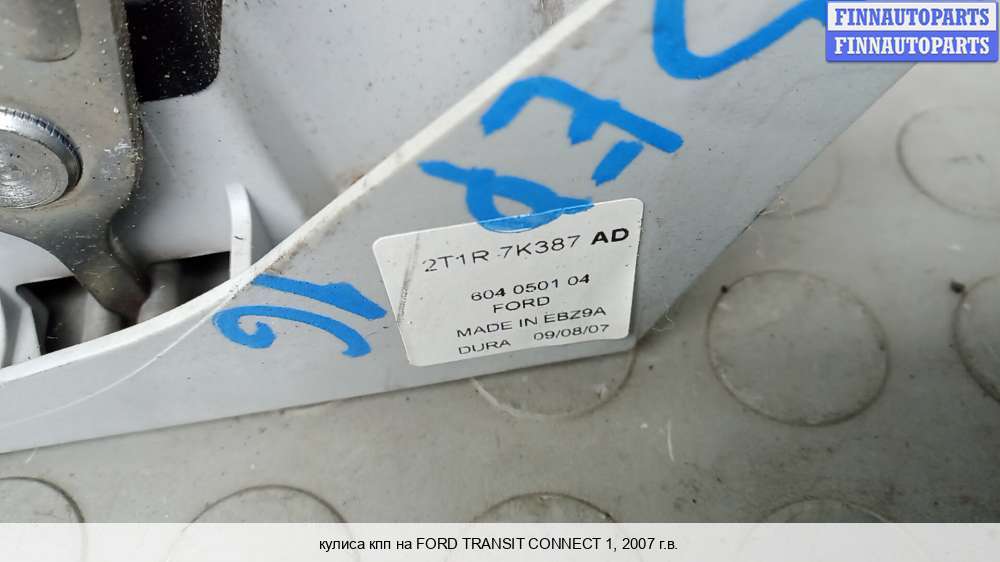 FINNAUTOPARTS
FINNAUTOPARTS
2T1R-7K387 AD
604 0501 04
FORD
MADE IN EBZ9A
DURA 09/08/07
16
кулиса кпп на FORD TRANSIT CONNECT 1, 2007 г.в.